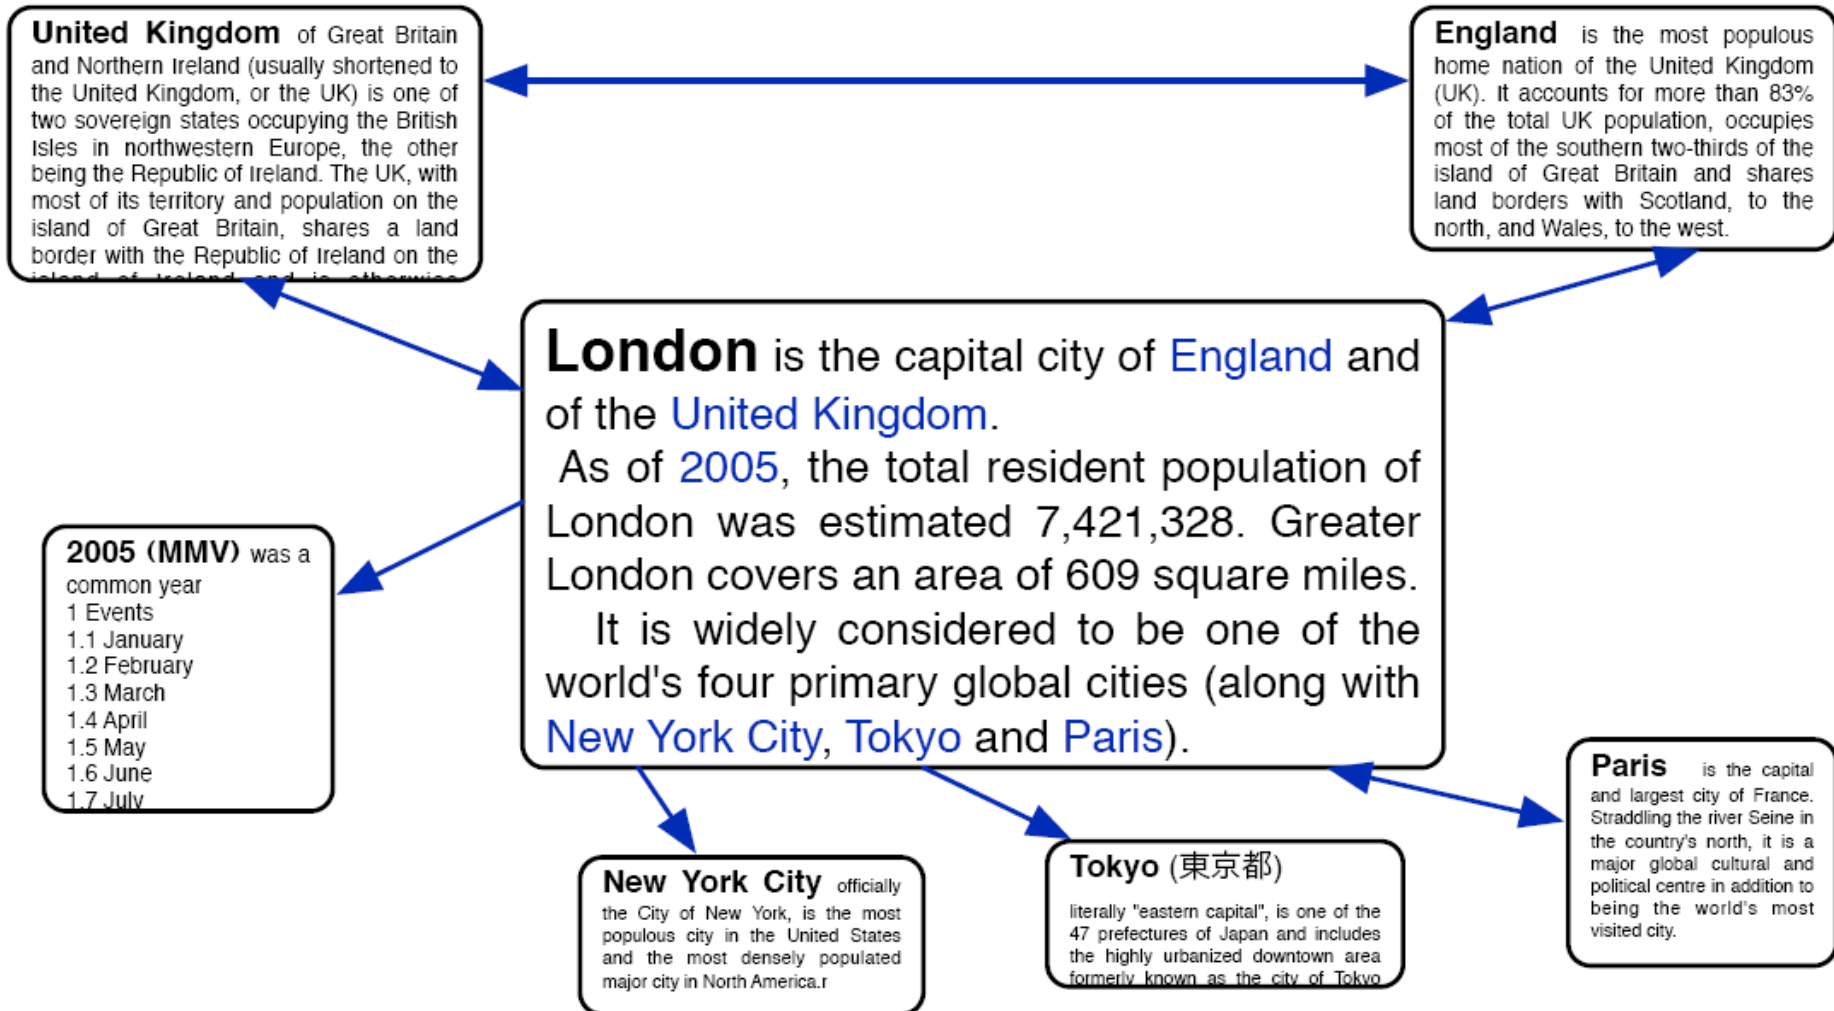 United Kingdom of Great Britain
and Northern Ireland (usually shortened to
the United Kingdom, or the UK) is one of
two sovereign states occupying the British
Isles in northwestern Europe, the other
being the Republic of Ireland. The UK, with
most of its territory and population on the
island of Great Britain, shares a land
border with the Republic of Ireland on the
island of Ireland and is otherwise
England is the most populous
home nation of the United Kingdom
(UK). It accounts for more than 83%
of the total UK population, occupies
most of the southern two-thirds of the
island of Great Britain and shares
land borders with Scotland, to the
north, and Wales, to the west.
London is the capital city of England and
of the United Kingdom.
As of 2005, the total resident population of
London was estimated 7,421,328. Greater
London covers an area of 609 square miles.
It is widely considered to be one of the
world's four primary global cities (along with
New York City, Tokyo and Paris).
2005 (MMV) was a
common year
1 Events
1.1 January
1.2 February
1.3 March
1.4 April
1.5 May
1.6 June
1.7 July
New York City officially
the City of New York, is the most
populous city in the United States
and the most densely populated
major city in North America.r
Tokyo (東京都)
literally "eastern capital", is one of the
47 prefectures of Japan and includes
the highly urbanized downtown area
formerly known as the city of Tokyo
Paris is the capital
and largest city of France.
Straddling the river Seine in
the country's north, it is a
major global cultural and
political centre in addition to
being the world's most
visited city.